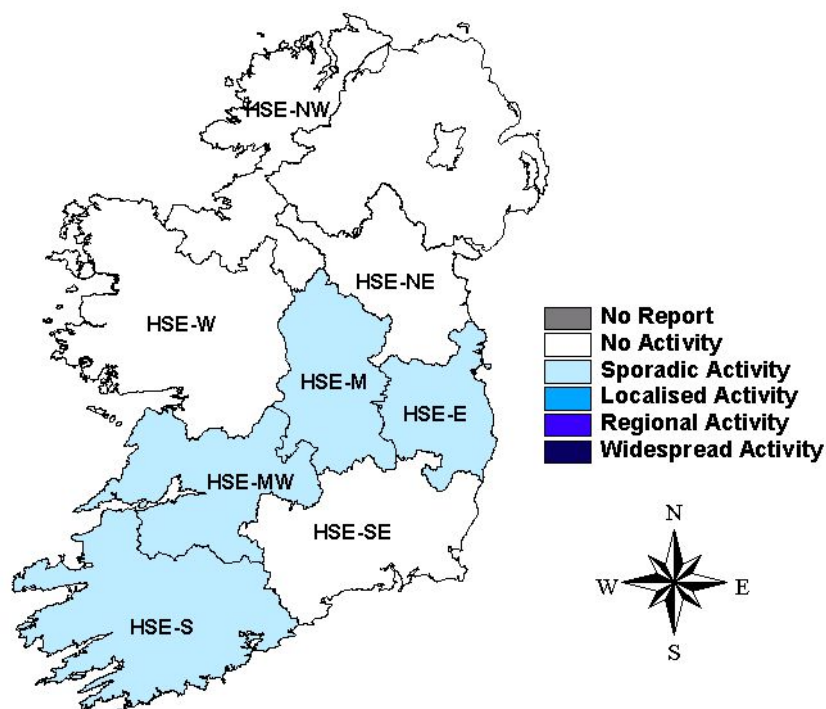 HSE-NW
HSE-NE
HSE-W
HSE-M
HSE-E
HSE-MW
HSE-SE
HSE-S
No Report
No Activity
Sporadic Activity
Localised Activity
Regional Activity
Widespread Activity
N
W E
S